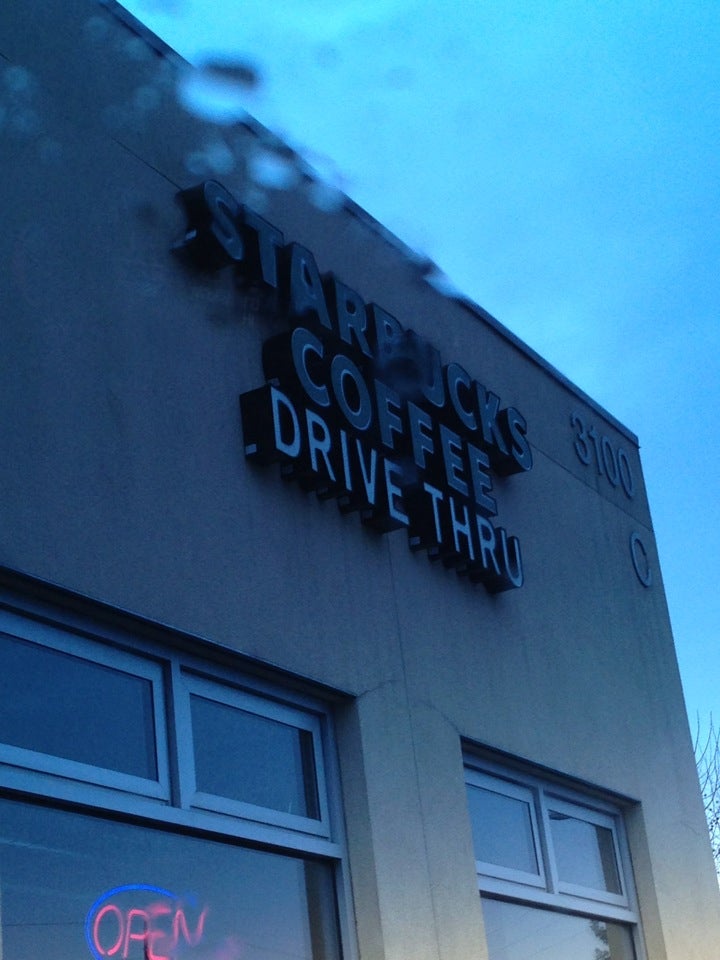 STARBUCKS
COFFEE
DRIVE THRU
3100
C
OPEN